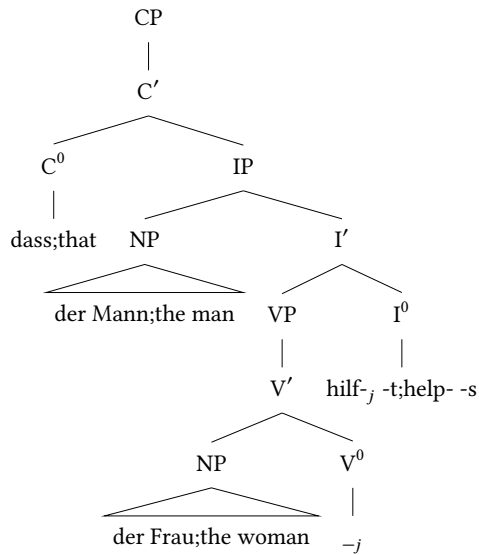 CP
C′
C⁰ IP
dass;that NP I′
der Mann;the man VP I⁰
V′ hilf-ⱼ -t;help- -s
NP V⁰
der Frau;the woman −ⱼ